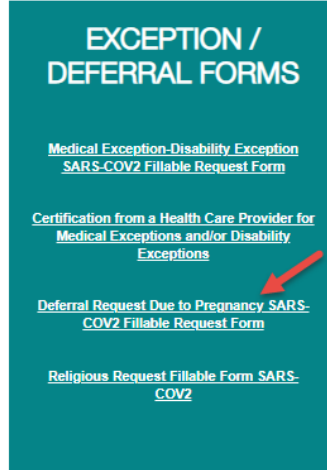 EXCEPTION /
DEFERRAL FORMS
Medical Exception-Disability Exception
SARS-COV2 Fillable Request Form
Certification from a Health Care Provider for
Medical Exceptions and/or Disability
Exceptions
Deferral Request Due to Pregnancy SARS-
COV2 Fillable Request Form
Religious Request Fillable Form SARS-
COV2